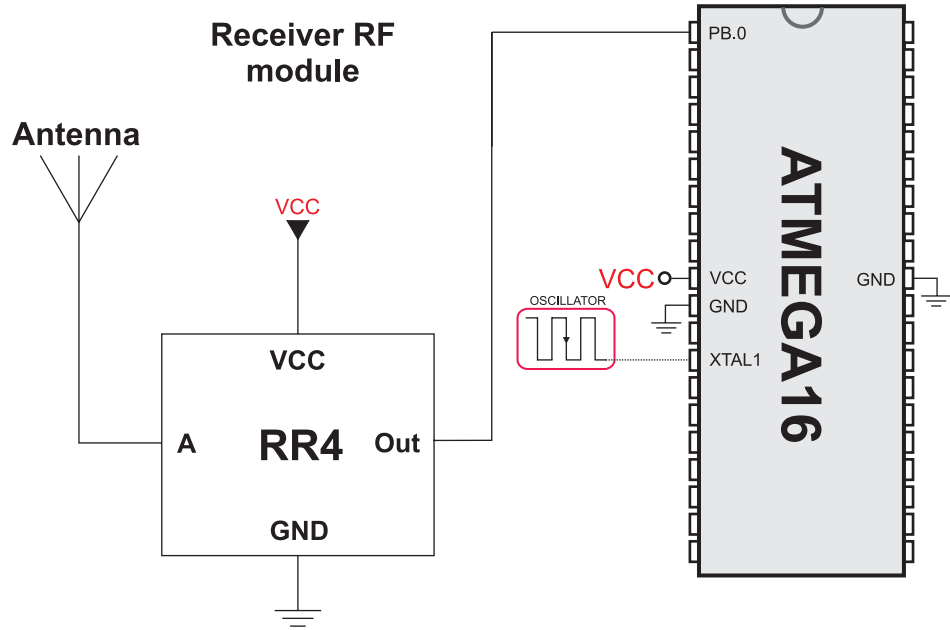 Receiver RF
module
Antenna
VCC
VCC
A
RR4
Out
GND
PB.0
VCC
VCC
GND
OSCILLATOR
XTAL1
GND
ATMEGA16